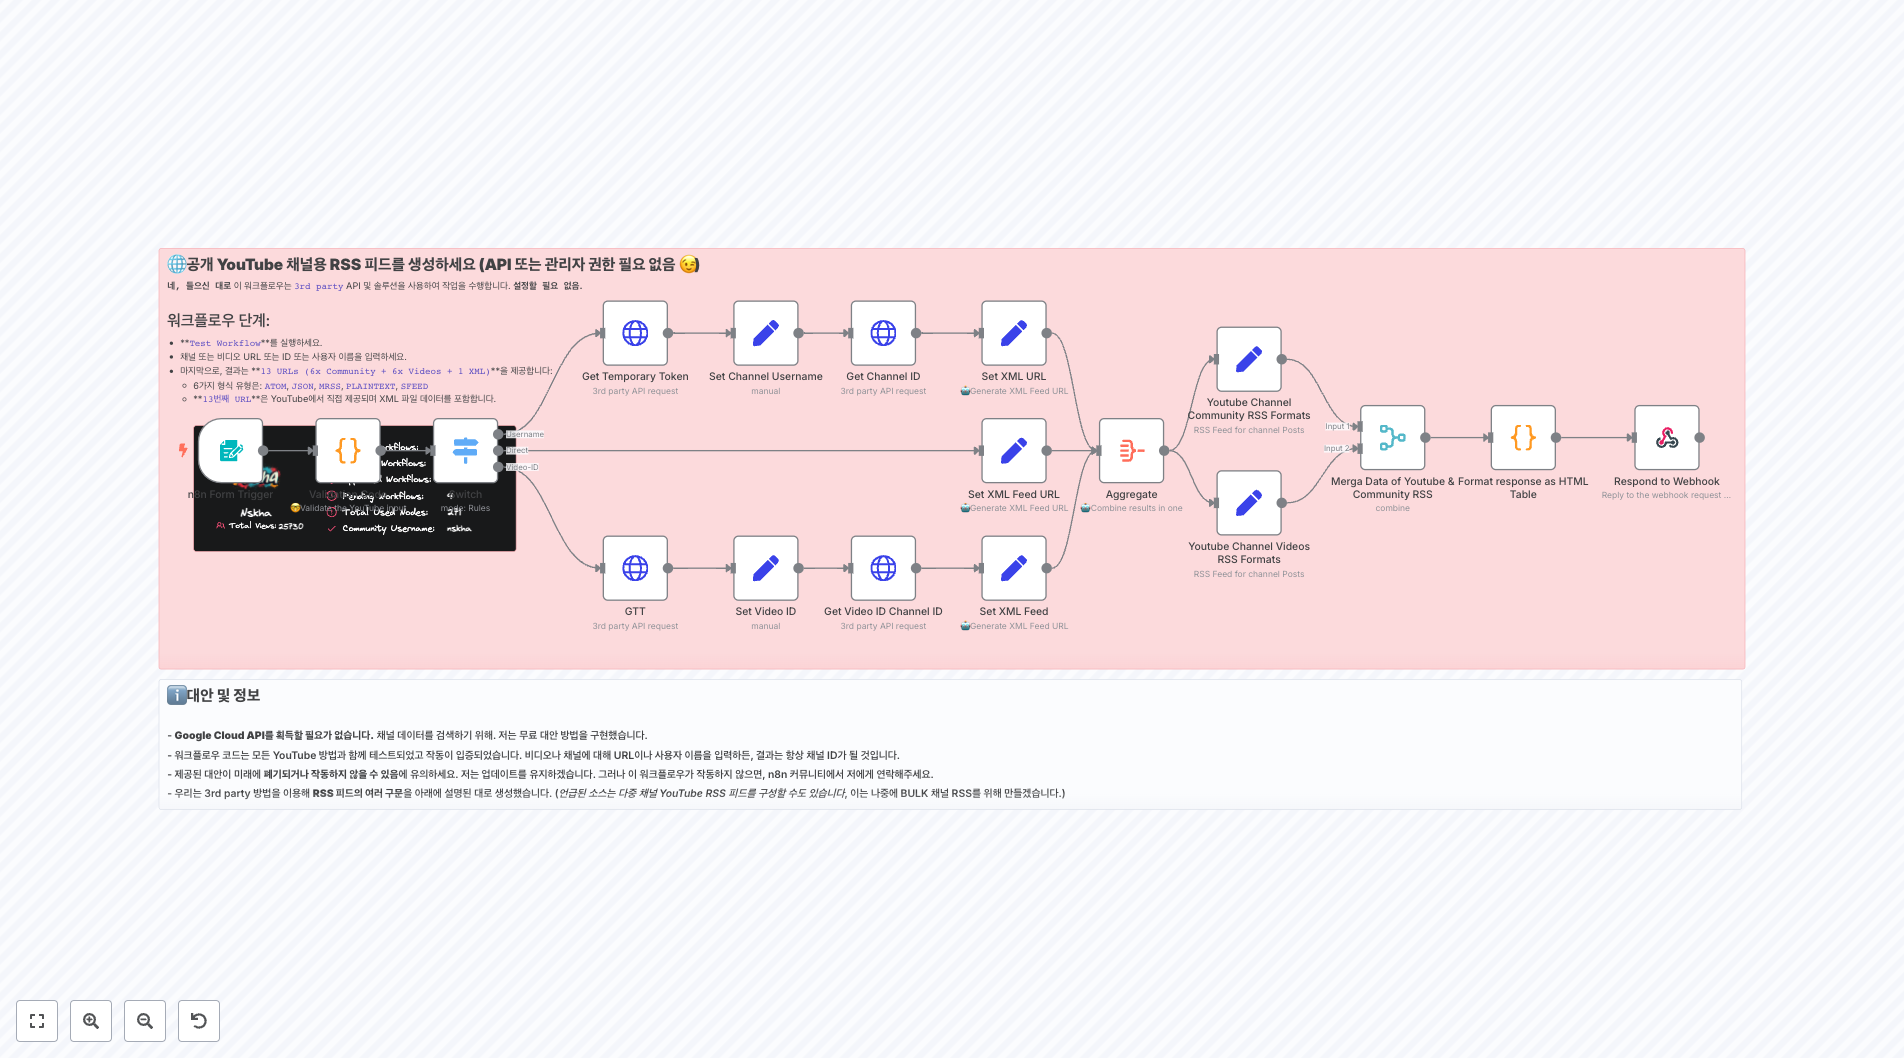 🌐공개 YouTube 채널용 RSS 피드를 생성하세요 (API 또는 관리자 권한 필요 없음 😉
네, 들으신 대로 이 워크플로우는 3rd party API 및 솔루션을 사용하여 작업을 수행합니다. 설정할 필요 없음.
워크플로우 단계:
**Test Workflow**를 실행하세요.
채널 또는 비디오 URL 또는 ID 또는 사용자 이름을 입력하세요.
마지막으로, 결과는 **13 URLs (6x Community + 6x Videos + 1 XML)**을 제공합니다:
6가지 형식 유형은: ATOM, JSON, MRSS, PLAINTEXT, SFEED
**13번째 URL**은 YouTube에서 직접 제공되며 XML 파일 데이터를 포함합니다.
Get Temporary Token
3rd party API request
Set Channel Username
manual
Get Channel ID
3rd party API request
Set XML URL
🤖Generate XML Feed URL
n8n Form Trigger
Validate the YouTube input
Switch
mode: Rules
Username
Direct
Video-ID
Workflows:
Pending Workflows:
Total Used Nodes: 271
Community Username: nskha
Nskha
Total Views: 25730
Set XML Feed URL
🤖Generate XML Feed URL
Aggregate
🤖Combine results in one
Youtube Channel
Community RSS Formats
RSS Feed for channel Posts
Youtube Channel Videos
RSS Formats
RSS Feed for channel Posts
Input 1
Input 2
Merga Data of Youtube &
Community RSS
combine
Format response as HTML
Table
Respond to Webhook
Reply to the webhook request ...
GTT
3rd party API request
Set Video ID
manual
Get Video ID Channel ID
3rd party API request
Set XML Feed
🤖Generate XML Feed URL
ℹ️대안 및 정보
- Google Cloud API를 획득할 필요가 없습니다. 채널 데이터를 검색하기 위해. 저는 무료 대안 방법을 구현했습니다.
- 워크플로우 코드는 모든 YouTube 방법과 함께 테스트되었고 작동이 입증되었습니다. 비디오나 채널에 대해 URL이나 사용자 이름을 입력하든, 결과는 항상 채널 ID가 될 것입니다.
- 제공된 대안이 미래에 폐기되거나 작동하지 않을 수 있음에 유의하세요. 저는 업데이트를 유지하겠습니다. 그러나 이 워크플로우가 작동하지 않으면, n8n 커뮤니티에서 저에게 연락해주세요.
- 우리는 3rd party 방법을 이용해 RSS 피드의 여러 구문을 아래에 설명된 대로 생성했습니다. (언급된 소스는 다중 채널 YouTube RSS 피드를 구성할 수도 있습니다, 이는 나중에 BULK 채널 RSS를 위해 만들겠습니다.)